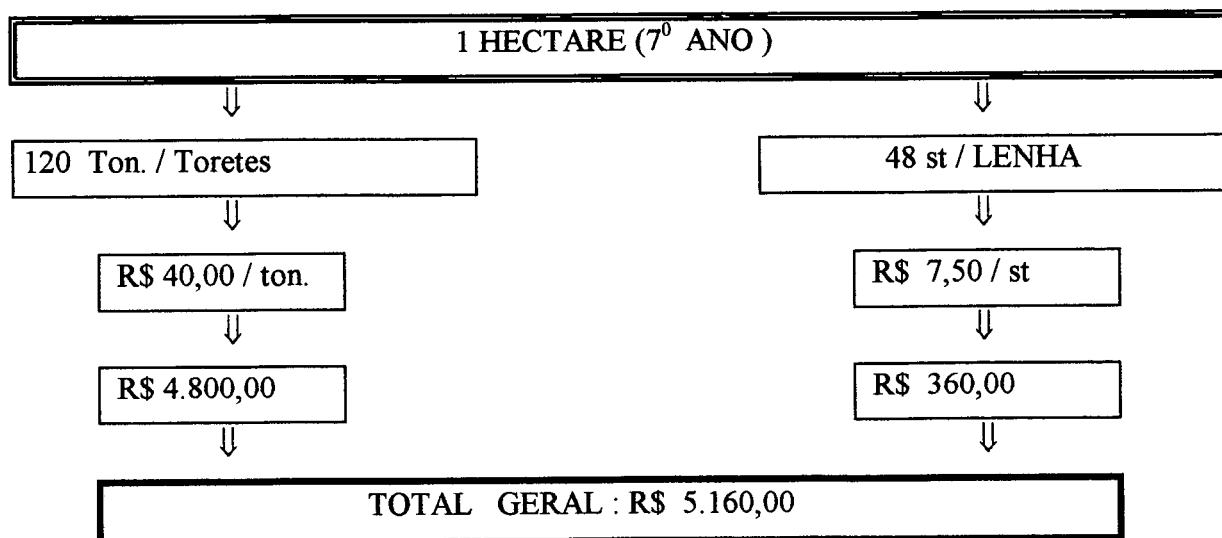 1 HECTARE (7⁰ ANO )
120 Ton. / Toretes
48 st / LENHA
R$ 40,00 / ton.
R$ 7,50 / st
R$ 4.800,00
R$ 360,00
TOTAL GERAL : R$ 5.160,00